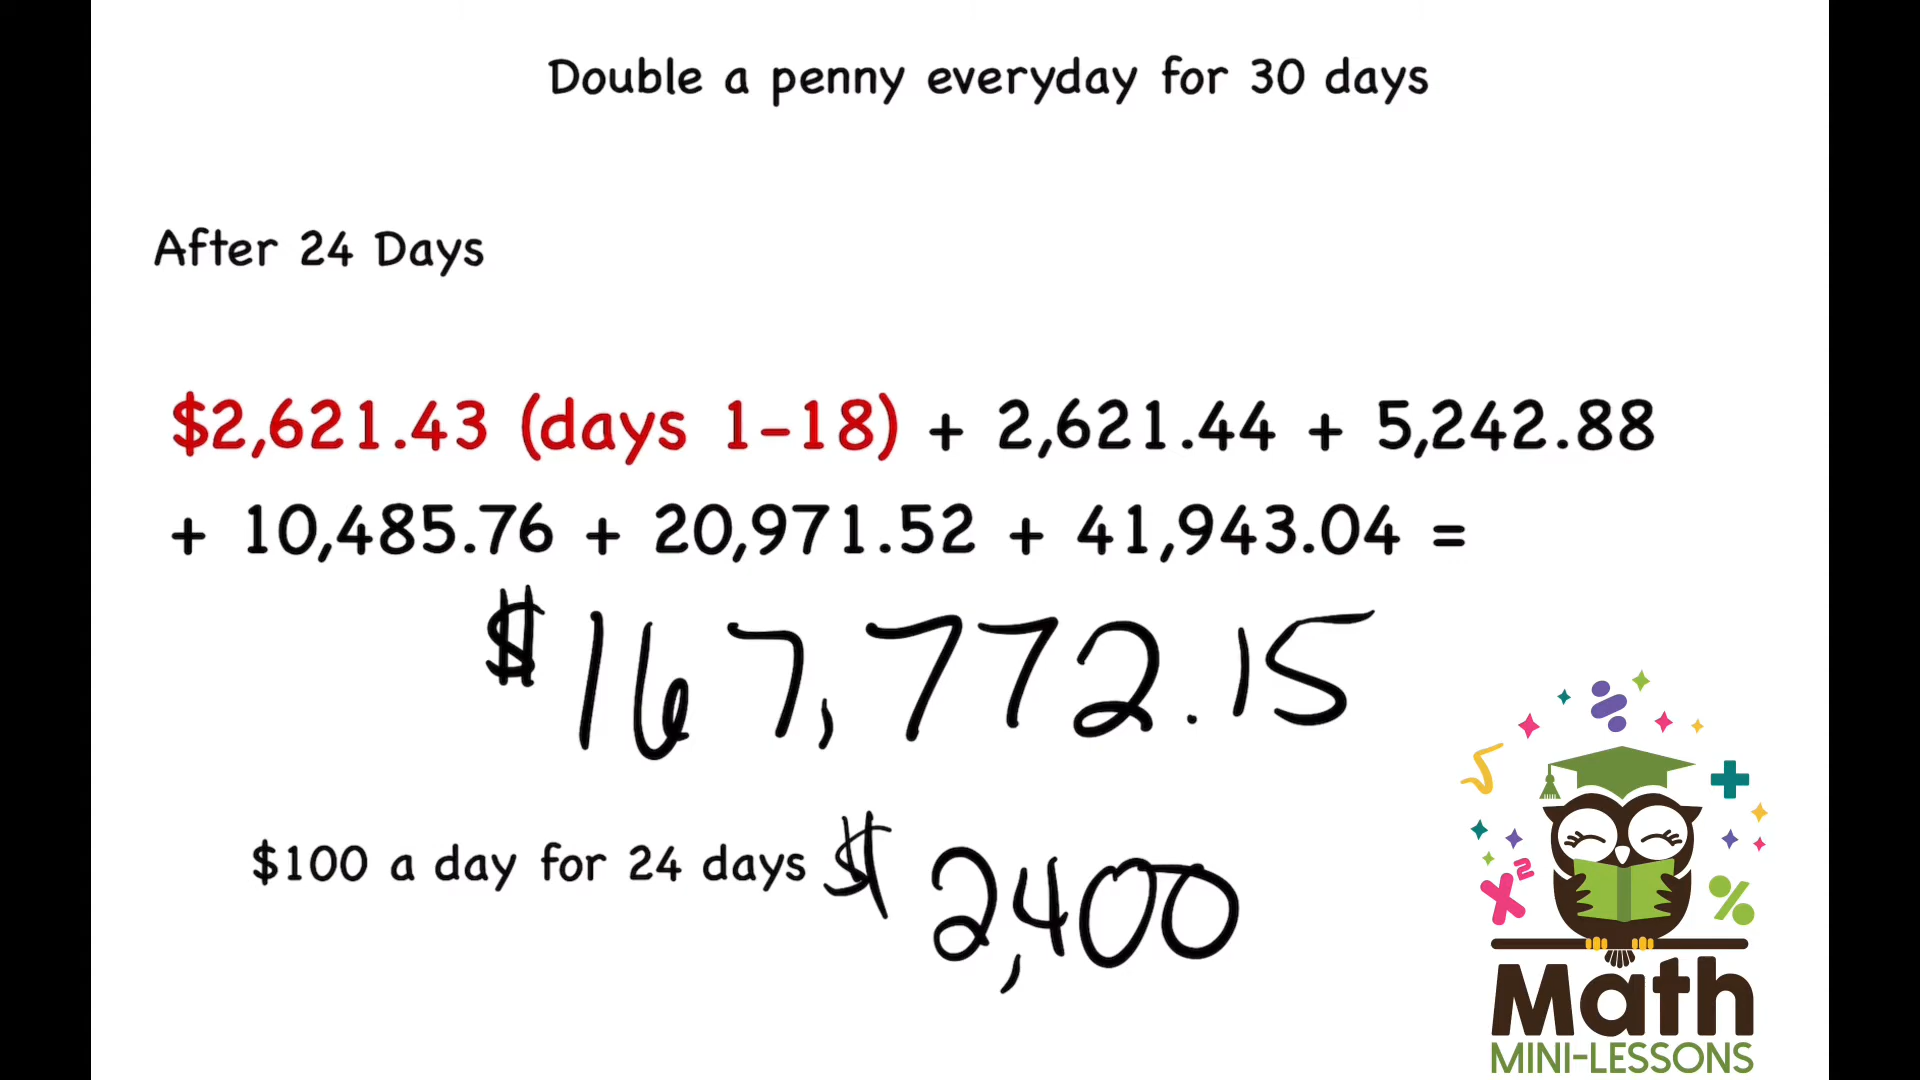 Double a penny everyday for 30 days
After 24 Days
$2,621.43 (days 1-18) + 2,621.44 + 5,242.88
+ 10,485.76 + 20,971.52 + 41,943.04 =
$167,772.15
$100 a day for 24 days $2,400
x²
%
Math
MINI-LESSONS